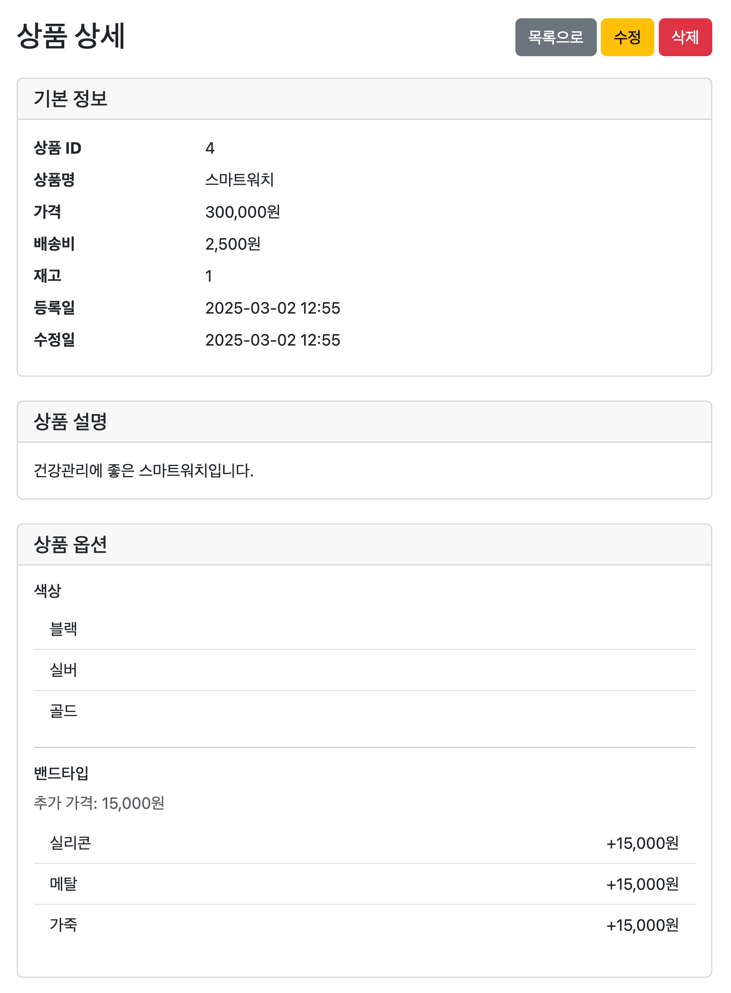 상품 상세
목록으로 수정 삭제
기본 정보
상품 ID 4
상품명 스마트워치
가격 300,000원
배송비 2,500원
재고 1
등록일 2025-03-02 12:55
수정일 2025-03-02 12:55
상품 설명
건강관리에 좋은 스마트워치입니다.
상품 옵션
색상
블랙
실버
골드
밴드타입
추가 가격: 15,000원
실리콘 +15,000원
메탈 +15,000원
가죽 +15,000원